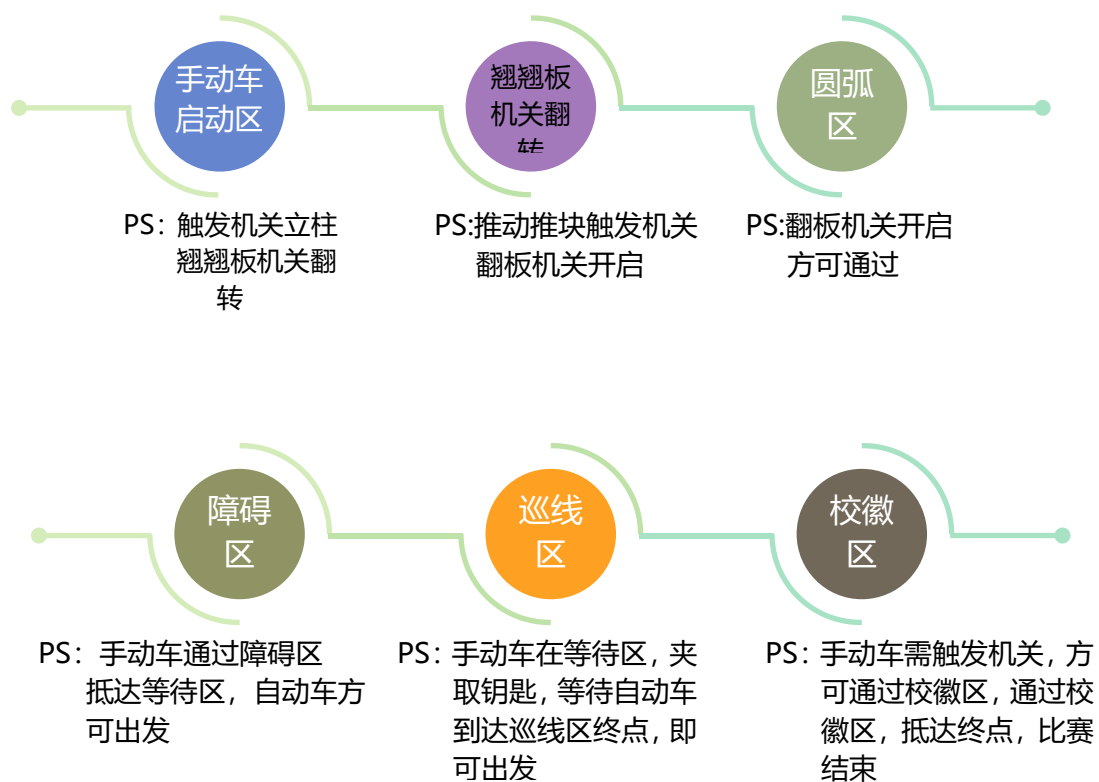 手动车
启动区
翘翘板
机关翻
转
圆弧
区
PS：触发机关立柱
翘翘板机关翻
转
PS:推动推块触发机关
翻板机关开启
PS:翻板机关开启
方可通过
障碍
区
巡线
区
校徽
区
PS：手动车通过障碍区
抵达等待区，自动车方
可出发
PS：手动车在等待区，夹
取钥匙，等待自动车
到达巡线区终点，即
可出发
PS：手动车需触发机关，方
可通过校徽区，通过校
徽区，抵达终点，比赛
结束